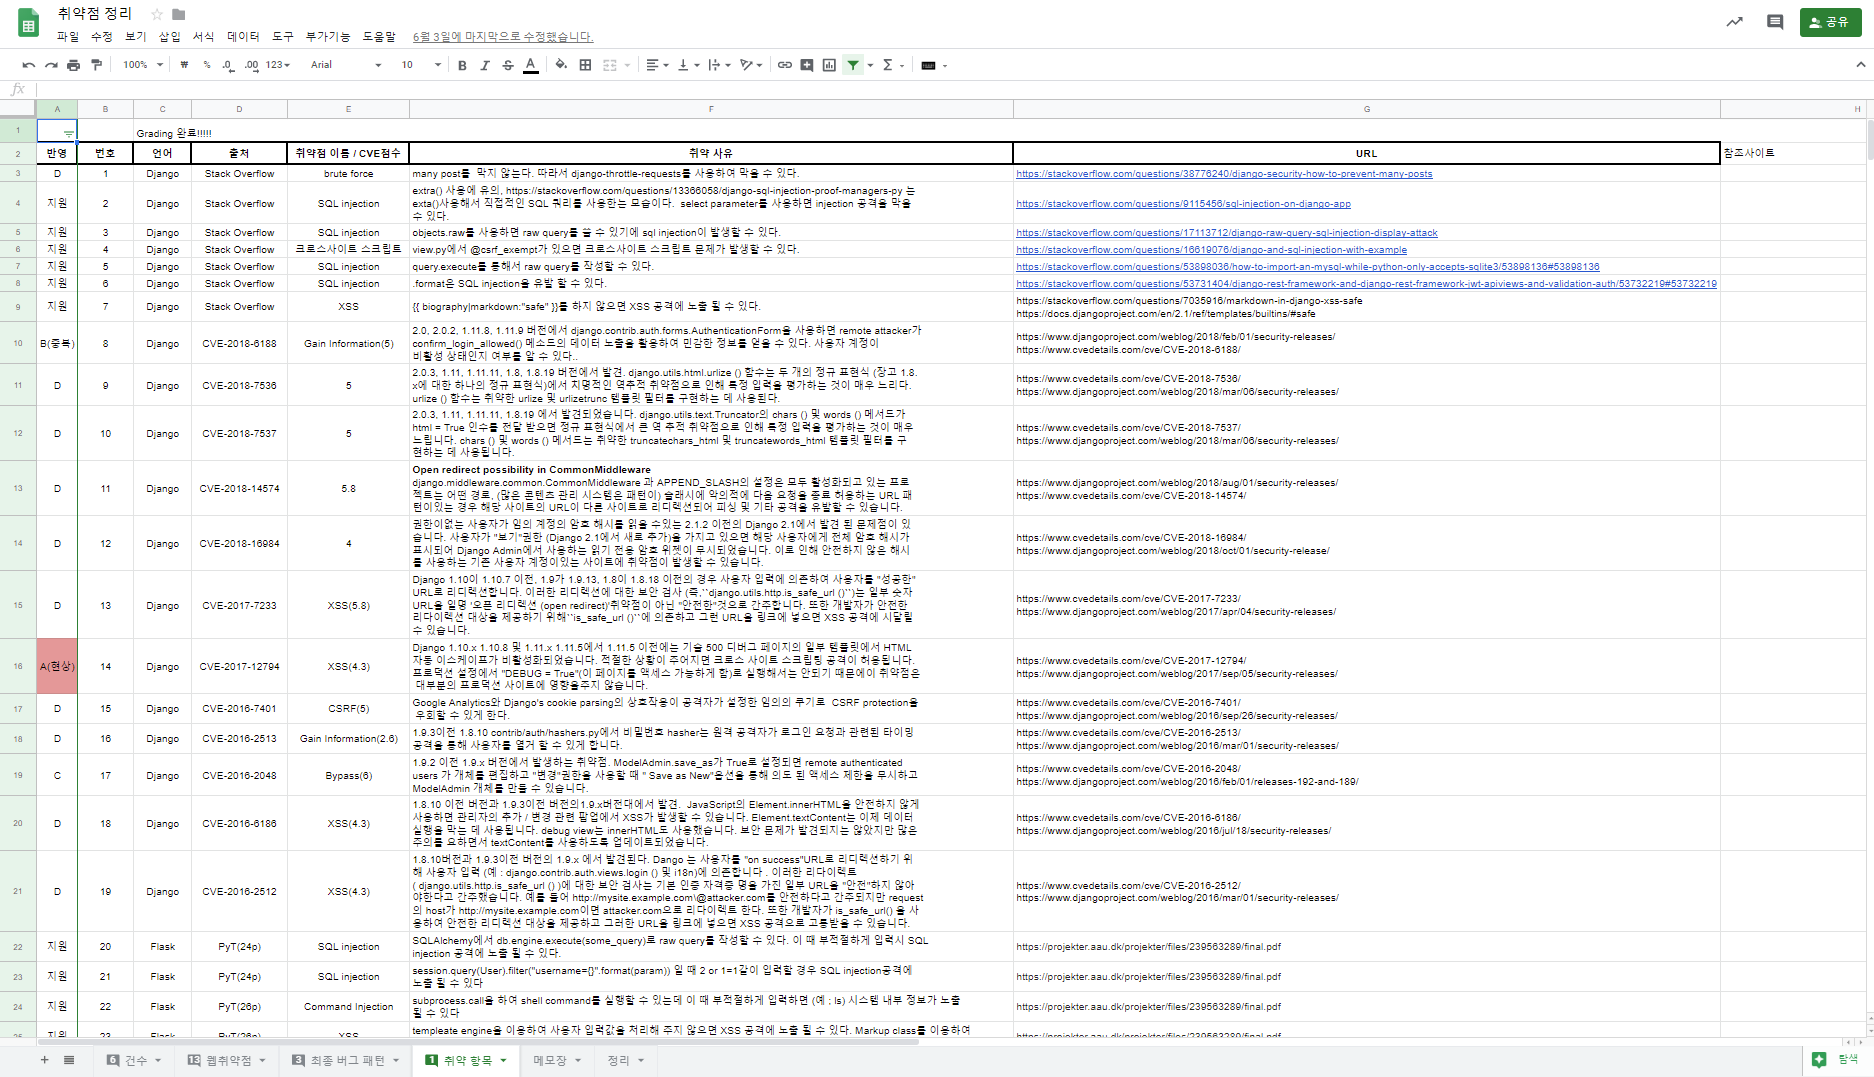 취약점 정리
파일 수정 보기 삽입 서식 데이터 도구 부가기능 도움말 6월 3일에 마지막으로 수정했습니다.
공유
100% ₩ % .0 .00 123 Arial 10 B I S A Σ
fx
A B C D E F G H
1 Grading 완료!!!!!
2 반영 번호 언어 출처 취약점 이름 / CVE점수 취약 사유 URL 참조사이트
3 D 1 Django Stack Overflow brute force many post를 막지 않는다. 따라서 django-throttle-requests를 사용하여 막을 수 있다. https://stackoverflow.com/questions/38776240/django-security-how-to-prevent-many-posts
4 지원 2 Django Stack Overflow SQL injection extra() 사용에 유의, https://stackoverflow.com/questions/13366058/django-sql-injection-proof-managers-py 는
exta()사용해서 직접적인 SQL 쿼리를 사용한는 모습이다. select parameter를 사용하면 injection 공격을 막을
수 있다.
https://stackoverflow.com/questions/9115456/sql-injection-on-django-app
5 지원 3 Django Stack Overflow SQL injection objects.raw를 사용하면 raw query를 쓸 수 있기에 sql injection이 발생할 수 있다. https://stackoverflow.com/questions/17113712/django-raw-query-sql-injection-display-attack
6 지원 4 Django Stack Overflow 크로스사이트 스크립트 view.py에서 @csrf_exempt가 있으면 크로스사이트 스크립트 문제가 발생할 수 있다. https://stackoverflow.com/questions/16619076/django-and-sql-injection-with-example
7 지원 5 Django Stack Overflow SQL injection query.execute를 통해서 raw query를 작성할 수 있다. https://stackoverflow.com/questions/53898036/how-to-import-an-mysql-while-python-only-accepts-sqlite3/53898136#53898136
8 지원 6 Django Stack Overflow SQL injection .format은 SQL injection을 유발 할 수 있다. https://stackoverflow.com/questions/53731404/django-rest-framework-and-django-rest-framework-jwt-apiviews-and-validation-auth/53732219#53732219
9 지원 7 Django Stack Overflow XSS {{ biography|markdown:"safe" }}를 하지 않으면 XSS 공격에 노출 될 수 있다. https://stackoverflow.com/questions/7035916/markdown-in-django-xss-safe
https://docs.djangoproject.com/en/2.1/ref/templates/builtins/#safe
10 B(중복) 8 Django CVE-2018-6188 Gain Information(5) 2.0, 2.0.2, 1.11.8, 1.11.9 버전에서 django.contrib.auth.forms.AuthenticationForm을 사용하면 remote attacker가
confirm_login_allowed() 메소드의 데이터 노출을 활용하여 민감한 정보를 얻을 수 있다. 사용자 계정이
비활성 상태인지 여부를 알 수 있다..
https://www.djangoproject.com/weblog/2018/feb/01/security-releases/
https://www.cvedetails.com/cve/CVE-2018-6188/
11 D 9 Django CVE-2018-7536 5 2.0.3, 1.11, 1.11.11, 1.8, 1.8.19 버전에서 발견. django.utils.html.urlize () 함수는 두 개의 정규 표현식 (장고 1.8.
x에 대한 하나의 정규 표현식)에서 치명적인 역추적 취약점으로 인해 특정 입력을 평가하는 것이 매우 느리다.
urlize () 함수는 취약한 urlize 및 urlizetrunc 템플릿 필터를 구현하는 데 사용된다.
https://www.cvedetails.com/cve/CVE-2018-7536/
https://www.djangoproject.com/weblog/2018/mar/06/security-releases/
12 D 10 Django CVE-2018-7537 5 2.0.3, 1.11, 1.11.11, 1.8, 1.8.19 에서 발견되었습니다. django.utils.text.Truncator의 chars () 및 words () 메서드가
html = True 인수를 전달 받으면 정규 표현식에서 큰 역 추적 취약점으로 인해 특정 입력을 평가하는 것이 매우
느립니다. chars () 및 words () 메서드는 취약한 truncatechars_html 및 truncatewords_html 템플릿 필터를 구
현하는 데 사용됩니다.
https://www.cvedetails.com/cve/CVE-2018-7537/
https://www.djangoproject.com/weblog/2018/mar/06/security-releases/
13 D 11 Django CVE-2018-14574 5.8 Open redirect possibility in CommonMiddleware
django.middleware.common.CommonMiddleware 과 APPEND_SLASH의 설정은 모두 활성화되고 있는 프로
젝트는 어떤 경로, (많은 콘텐츠 관리 시스템은 패턴이) 슬래시에 악의적에 다음 요청을 종료 허용하는 URL 패
턴이있는 경우 해당 사이트의 URL이 다른 사이트로 리디렉션되어 피싱 및 기타 공격을 유발할 수 있습니다.
https://www.djangoproject.com/weblog/2018/aug/01/security-releases/
https://www.cvedetails.com/cve/CVE-2018-14574/
14 D 12 Django CVE-2018-16984 4 권한이없는 사용자가 임의 계정의 암호 해시를 읽을 수있는 2.1.2 이전의 Django 2.1에서 발견 된 문제점이 있
습니다. 사용자가 "보기"권한 (Django 2.1에서 새로 추가)을 가지고 있으면 해당 사용자에게 전체 암호 해시가
표시되어 Django Admin에서 사용하는 읽기 전용 암호 위젯이 무시되었습니다. 이로 인해 안전하지 않은 해시
를 사용하는 기존 사용자 계정이있는 사이트에 취약점이 발생할 수 있습니다.
https://www.cvedetails.com/cve/CVE-2018-16984/
https://www.djangoproject.com/weblog/2018/oct/01/security-release/
15 D 13 Django CVE-2017-7233 XSS(5.8) Django 1.10이 1.10.7 이전, 1.9가 1.9.13, 1.8이 1.8.18 이전의 경우 사용자 입력에 의존하여 사용자를 "성공한"
URL로 리디렉션합니다. 이러한 리디렉션에 대한 보안 검사 (즉,``django.utils.http.is_safe_url ()``)는 일부 숫자
URL을 일명 '오픈 리디렉션 (open redirect)'취약점이 아닌 "안전한"것으로 간주합니다. 또한 개발자가 안전한
리다이렉션 대상을 제공하기 위해``is_safe_url ()``에 의존하고 그런 URL을 링크에 넣으면 XSS 공격에 시달릴
수 있습니다.
https://www.cvedetails.com/cve/CVE-2017-7233/
https://www.djangoproject.com/weblog/2017/apr/04/security-releases/
16 A(현상) 14 Django CVE-2017-12794 XSS(4.3) Django 1.10.x 1.10.8 및 1.11.x 1.11.5에서 1.11.5 이전에는 기술 500 디버그 페이지의 일부 템플릿에서 HTML
자동 이스케이프가 비활성화되었습니다. 적절한 상황이 주어지면 크로스 사이트 스크립팅 공격이 허용됩니다.
프로덕션 설정에서 "DEBUG = True"(이 페이지를 액세스 가능하게 함)로 실행해서는 안되기 때문에이 취약점은
대부분의 프로덕션 사이트에 영향을주지 않습니다.
https://www.cvedetails.com/cve/CVE-2017-12794/
https://www.djangoproject.com/weblog/2017/sep/05/security-releases/
17 D 15 Django CVE-2016-7401 CSRF(5) Google Analytics와 Django's cookie parsing의 상호작용이 공격자가 설정한 임의의 쿠키로 CSRF protection을
우회할 수 있게 한다.
https://www.cvedetails.com/cve/CVE-2016-7401/
https://www.djangoproject.com/weblog/2016/sep/26/security-releases/
18 D 16 Django CVE-2016-2513 Gain Information(2.6) 1.9.3이전 1.8.10 contrib/auth/hashers.py에서 비밀번호 hasher는 원격 공격자가 로그인 요청과 관련된 타이밍
공격을 통해 사용자를 열거 할 수 있게 합니다.
https://www.cvedetails.com/cve/CVE-2016-2513/
https://www.djangoproject.com/weblog/2016/mar/01/security-releases/
19 C 17 Django CVE-2016-2048 Bypass(6) 1.9.2 이전 1.9.x 버전에서 발생하는 취약점. ModelAdmin.save_as가 True로 설정되면 remote authenticated
users 가 개체를 편집하고 "변경"권한을 사용할 때 " Save as New"옵션을 통해 의도 된 액세스 제한을 무시하고
ModelAdmin 개체를 만들 수 있습니다.
https://www.cvedetails.com/cve/CVE-2016-2048/
https://www.djangoproject.com/weblog/2016/feb/01/releases-192-and-189/
20 D 18 Django CVE-2016-6186 XSS(4.3) 1.8.10 이전 버전과 1.9.3이전 버전의1.9.x버전대에서 발견. JavaScript의 Element.innerHTML을 안전하지 않게
사용하면 관리자의 추가 / 변경 관련 팝업에서 XSS가 발생할 수 있습니다. Element.textContent는 이제 데이터
실행을 막는 데 사용됩니다. debug view는 innerHTML도 사용했습니다. 보안 문제가 발견되지는 않았지만 많은
주의를 요하면서 textContent를 사용하도록 업데이트되었습니다.
https://www.cvedetails.com/cve/CVE-2016-6186/
https://www.djangoproject.com/weblog/2016/jul/18/security-releases/
21 D 19 Django CVE-2016-2512 XSS(4.3) 1.8.10버전과 1.9.3이전 버전의 1.9.x 에서 발견된다. Dango 는 사용자를 "on success"URL로 리디렉션하기 위
해 사용자 입력 (예 : django.contrib.auth.views.login () 및 i18n)에 의존합니다 . 이러한 리다이렉트
( django.utils.http.is_safe_url () )에 대한 보안 검사는 기본 인증 자격증 명을 가진 일부 URL을 "안전"하지 않아
야한다고 간주했습니다. 예를 들어 http://mysite.example.com\@attacker.com를 안전하다고 간주되지만 request
의 host가 http://mysite.example.com이면 attacker.com으로 리다이렉트 한다. 또한 개발자가 is_safe_url() 을 사
용하여 안전한 리디렉션 대상을 제공하고 그러한 URL을 링크에 넣으면 XSS 공격으로 고통받을 수 있습니다.
https://www.cvedetails.com/cve/CVE-2016-2512/
https://www.djangoproject.com/weblog/2016/mar/01/security-releases/
22 지원 20 Flask PyT(24p) SQL injection SQLAlchemy에서 db.engine.execute(some_query)로 raw query를 작성할 수 있다. 이 때 부적절하게 입력시 SQL
injection 공격에 노출 될 수 있다.
https://projekter.aau.dk/projekter/files/239563289/final.pdf
23 지원 21 Flask PyT(24p) SQL injection session.query(User).filter("username={}".format(param)) 일 때 2 or 1=1같이 입력할 경우 SQL injection공격에
노출 될 수 있다
https://projekter.aau.dk/projekter/files/239563289/final.pdf
24 지원 22 Flask PyT(26p) Command Injection subprocess.call을 하여 shell command를 실행할 수 있는데 이 때 부적절하게 입력하면 (예 ; ls) 시스템 내부 정보가 노출
될 수 있다
https://projekter.aau.dk/projekter/files/239563289/final.pdf
25 지원 23 Flask PyT(26p) XSS templeate engine을 이용하여 사용자 입력값을 처리해 주지 않으면 XSS 공격에 노출 될 수 있다. Markup class를 이용하여 https://projekter.aau.dk/projekter/files/239563289/final.pdf
6 건수 13 웹취약점 3 최종 버그 패턴 1 취약 항목 메모장 정리 탐색